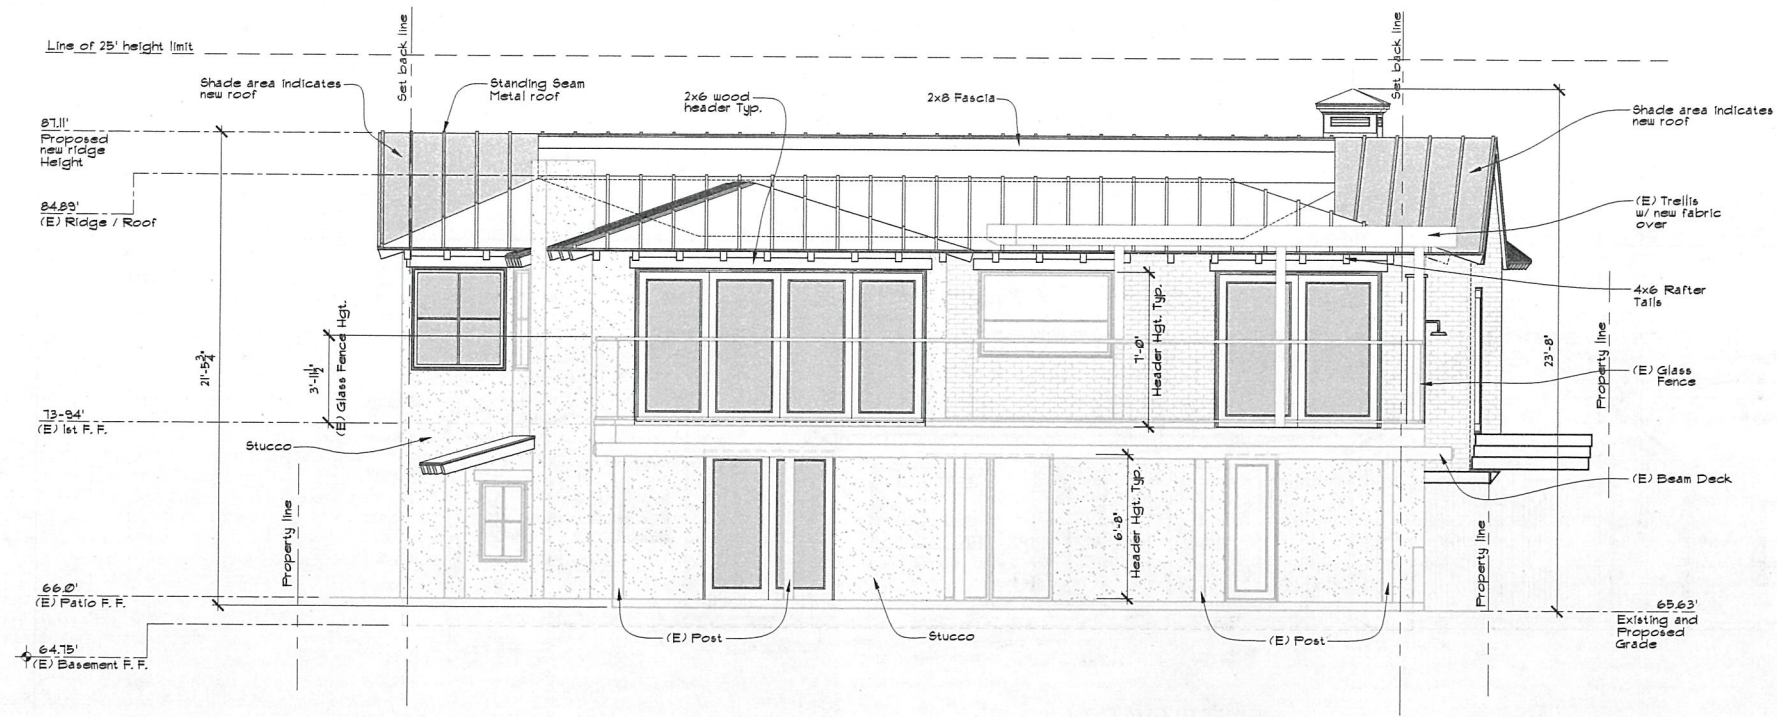 Line of 25' height limit
Set back line
Set back line
Shade area indicates
new roof
Standing Seam
Metal roof
2x6 wood
header Typ.
2x8 Fascia
Shade area indicates
new roof
87.11'
Proposed
new ridge
Height
84.89'
(E) Ridge / Roof
(E) Trellis
w/ new fabric
over
4x6 Rafter
Tails
21'-5 3/4"
3'-11 1/2"
(E) Glass Fence Hgt.
7'-0"
Header Hgt. Typ.
23'-8"
Property line
(E) Glass
Fence
73-94'
(E) 1st F. F.
Stucco
(E) Beam Deck
6'-8"
Header Hgt. Typ.
Property line
Property line
66.0'
(E) Patio F. F.
65.63'
Existing and
Proposed
Grade
(E) Post
Stucco
(E) Post
64.75'
(E) Basement F. F.